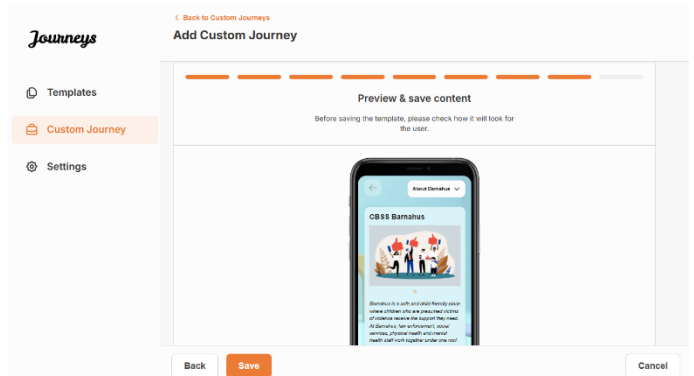 Journeys
Templates
Custom Journey
Settings
Back to Custom Journeys
Add Custom Journey
Preview & save content
Before saving the template, please check how it will look for
the user.
About Barnahus
CBSS Barnahus
Barnahus is a safe and child-friendly place
where children who are presumed victims
of violence receive the support they need.
At Barnahus, law enforcement, social
services, physical health and mental
health staff work together under one roof.
Back
Save
Cancel